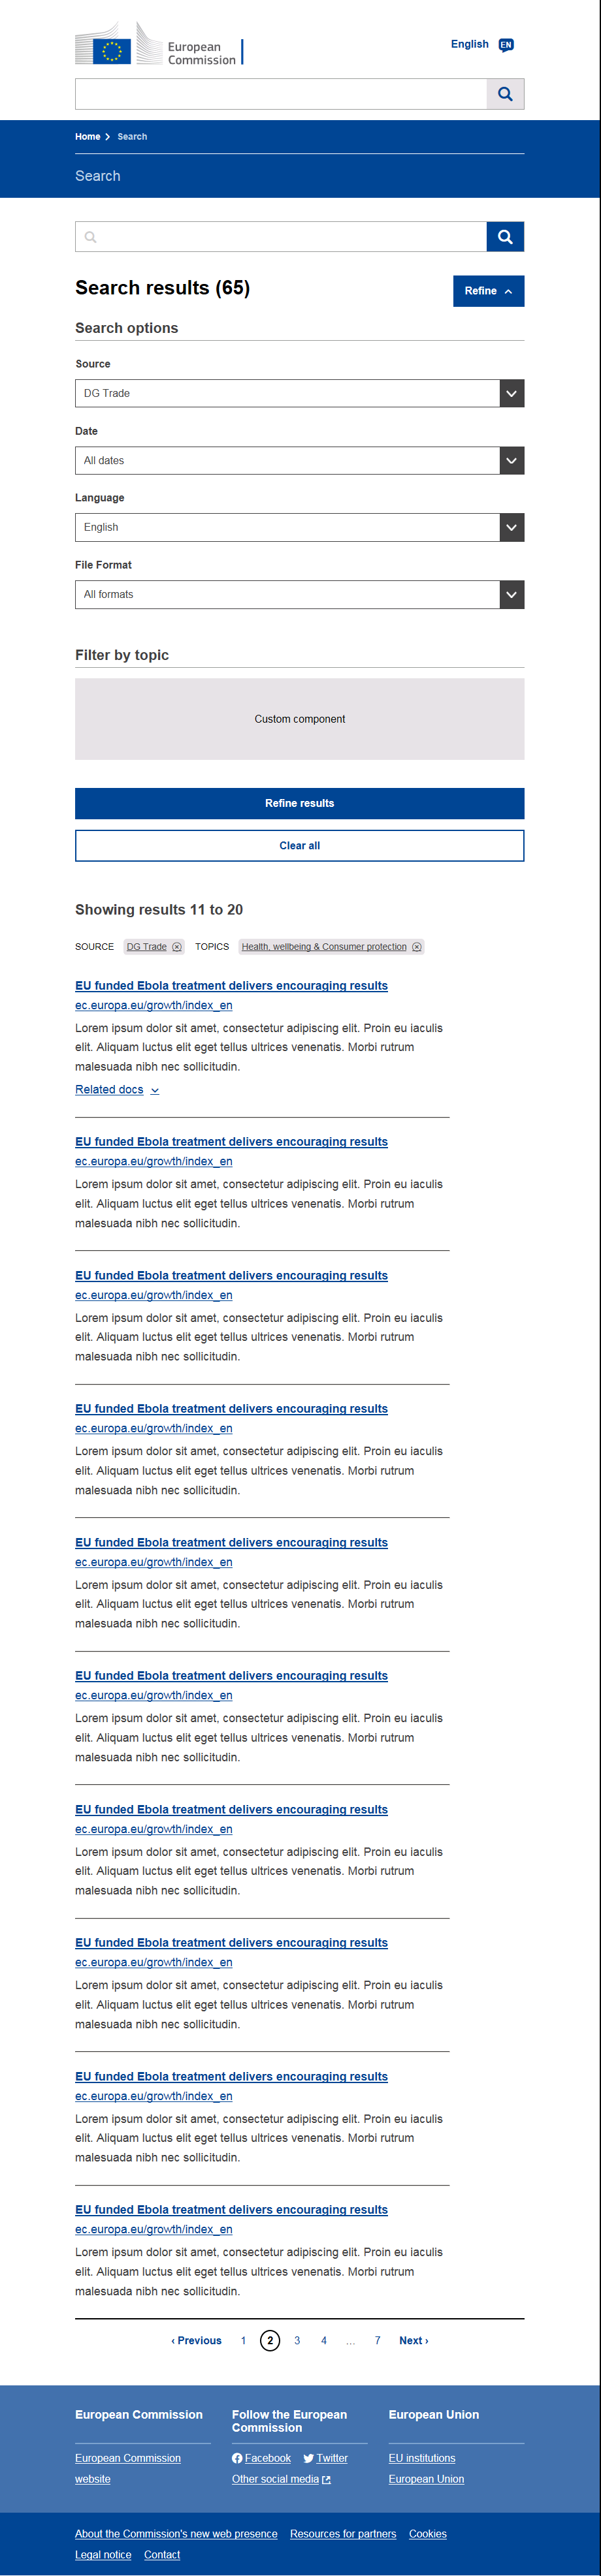 European
Commission
English EN
Home Search
Search
Search results (65)
Refine
Search options
Source
DG Trade
Date
All dates
Language
English
File Format
All formats
Filter by topic
Custom component
Refine results
Clear all
Showing results 11 to 20
SOURCE DG Trade TOPICS Health, wellbeing & Consumer protection
EU funded Ebola treatment delivers encouraging results
ec.europa.eu/growth/index_en
Lorem ipsum dolor sit amet, consectetur adipiscing elit. Proin eu iaculis
elit. Aliquam luctus elit eget tellus ultrices venenatis. Morbi rutrum
malesuada nibh nec sollicitudin.
Related docs
EU funded Ebola treatment delivers encouraging results
ec.europa.eu/growth/index_en
Lorem ipsum dolor sit amet, consectetur adipiscing elit. Proin eu iaculis
elit. Aliquam luctus elit eget tellus ultrices venenatis. Morbi rutrum
malesuada nibh nec sollicitudin.
EU funded Ebola treatment delivers encouraging results
ec.europa.eu/growth/index_en
Lorem ipsum dolor sit amet, consectetur adipiscing elit. Proin eu iaculis
elit. Aliquam luctus elit eget tellus ultrices venenatis. Morbi rutrum
malesuada nibh nec sollicitudin.
EU funded Ebola treatment delivers encouraging results
ec.europa.eu/growth/index_en
Lorem ipsum dolor sit amet, consectetur adipiscing elit. Proin eu iaculis
elit. Aliquam luctus elit eget tellus ultrices venenatis. Morbi rutrum
malesuada nibh nec sollicitudin.
EU funded Ebola treatment delivers encouraging results
ec.europa.eu/growth/index_en
Lorem ipsum dolor sit amet, consectetur adipiscing elit. Proin eu iaculis
elit. Aliquam luctus elit eget tellus ultrices venenatis. Morbi rutrum
malesuada nibh nec sollicitudin.
EU funded Ebola treatment delivers encouraging results
ec.europa.eu/growth/index_en
Lorem ipsum dolor sit amet, consectetur adipiscing elit. Proin eu iaculis
elit. Aliquam luctus elit eget tellus ultrices venenatis. Morbi rutrum
malesuada nibh nec sollicitudin.
EU funded Ebola treatment delivers encouraging results
ec.europa.eu/growth/index_en
Lorem ipsum dolor sit amet, consectetur adipiscing elit. Proin eu iaculis
elit. Aliquam luctus elit eget tellus ultrices venenatis. Morbi rutrum
malesuada nibh nec sollicitudin.
EU funded Ebola treatment delivers encouraging results
ec.europa.eu/growth/index_en
Lorem ipsum dolor sit amet, consectetur adipiscing elit. Proin eu iaculis
elit. Aliquam luctus elit eget tellus ultrices venenatis. Morbi rutrum
malesuada nibh nec sollicitudin.
EU funded Ebola treatment delivers encouraging results
ec.europa.eu/growth/index_en
Lorem ipsum dolor sit amet, consectetur adipiscing elit. Proin eu iaculis
elit. Aliquam luctus elit eget tellus ultrices venenatis. Morbi rutrum
malesuada nibh nec sollicitudin.
EU funded Ebola treatment delivers encouraging results
ec.europa.eu/growth/index_en
Lorem ipsum dolor sit amet, consectetur adipiscing elit. Proin eu iaculis
elit. Aliquam luctus elit eget tellus ultrices venenatis. Morbi rutrum
malesuada nibh nec sollicitudin.
‹ Previous 1 2 3 4 ... 7 Next ›
European Commission
European Commission
website
Follow the European
Commission
Facebook Twitter
Other social media
European Union
EU institutions
European Union
About the Commission's new web presence Resources for partners Cookies
Legal notice Contact